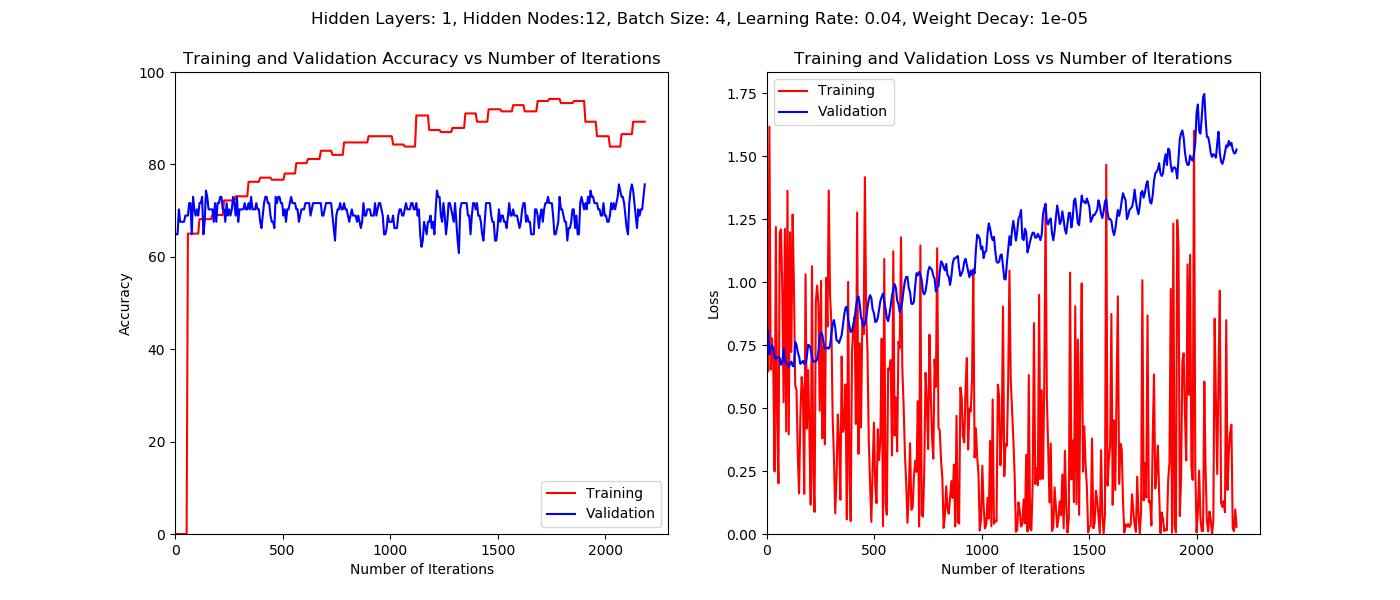 Hidden Layers: 1, Hidden Nodes:12, Batch Size: 4, Learning Rate: 0.04, Weight Decay: 1e-05
Training and Validation Accuracy vs Number of Iterations
100
80
60
40
20
0
Accuracy
0 500 1000 1500 2000
Number of Iterations
Training
Validation
Training and Validation Loss vs Number of Iterations
1.75
1.50
1.25
1.00
0.75
0.50
0.25
0.00
Loss
0 500 1000 1500 2000
Number of Iterations
Training
Validation